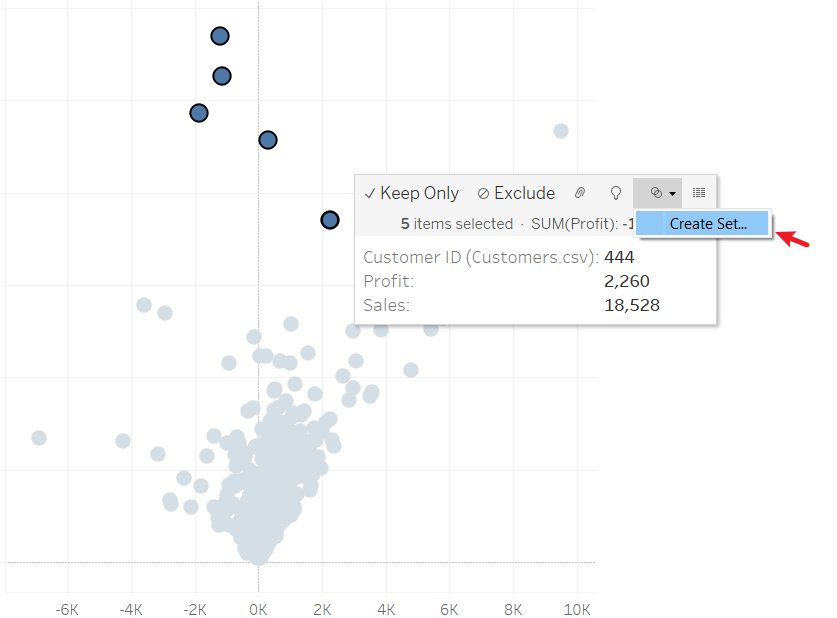 Keep Only Exclude
5 items selected · SUM(Profit): -1
Create Set...
Customer ID (Customers.csv): 444
Profit: 2,260
Sales: 18,528
-6K -4K -2K 0K 2K 4K 6K 8K 10K